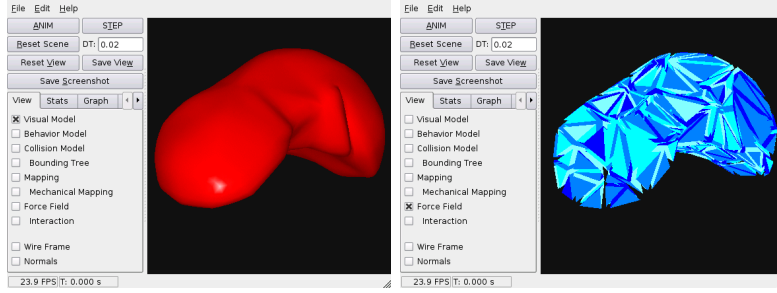 File Edit Help
ANIM STEP
Reset Scene DT: 0.02
Reset View Save View
Save Screenshot
View Stats Graph
Visual Model
Behavior Model
Collision Model
Bounding Tree
Mapping
Mechanical Mapping
Force Field
Interaction
Wire Frame
Normals
23.9 FPS T: 0.000 s
File Edit Help
ANIM STEP
Reset Scene DT: 0.02
Reset View Save View
Save Screenshot
View Stats Graph
Visual Model
Behavior Model
Collision Model
Bounding Tree
Mapping
Mechanical Mapping
Force Field
Interaction
Wire Frame
Normals
23.9 FPS T: 0.000 s